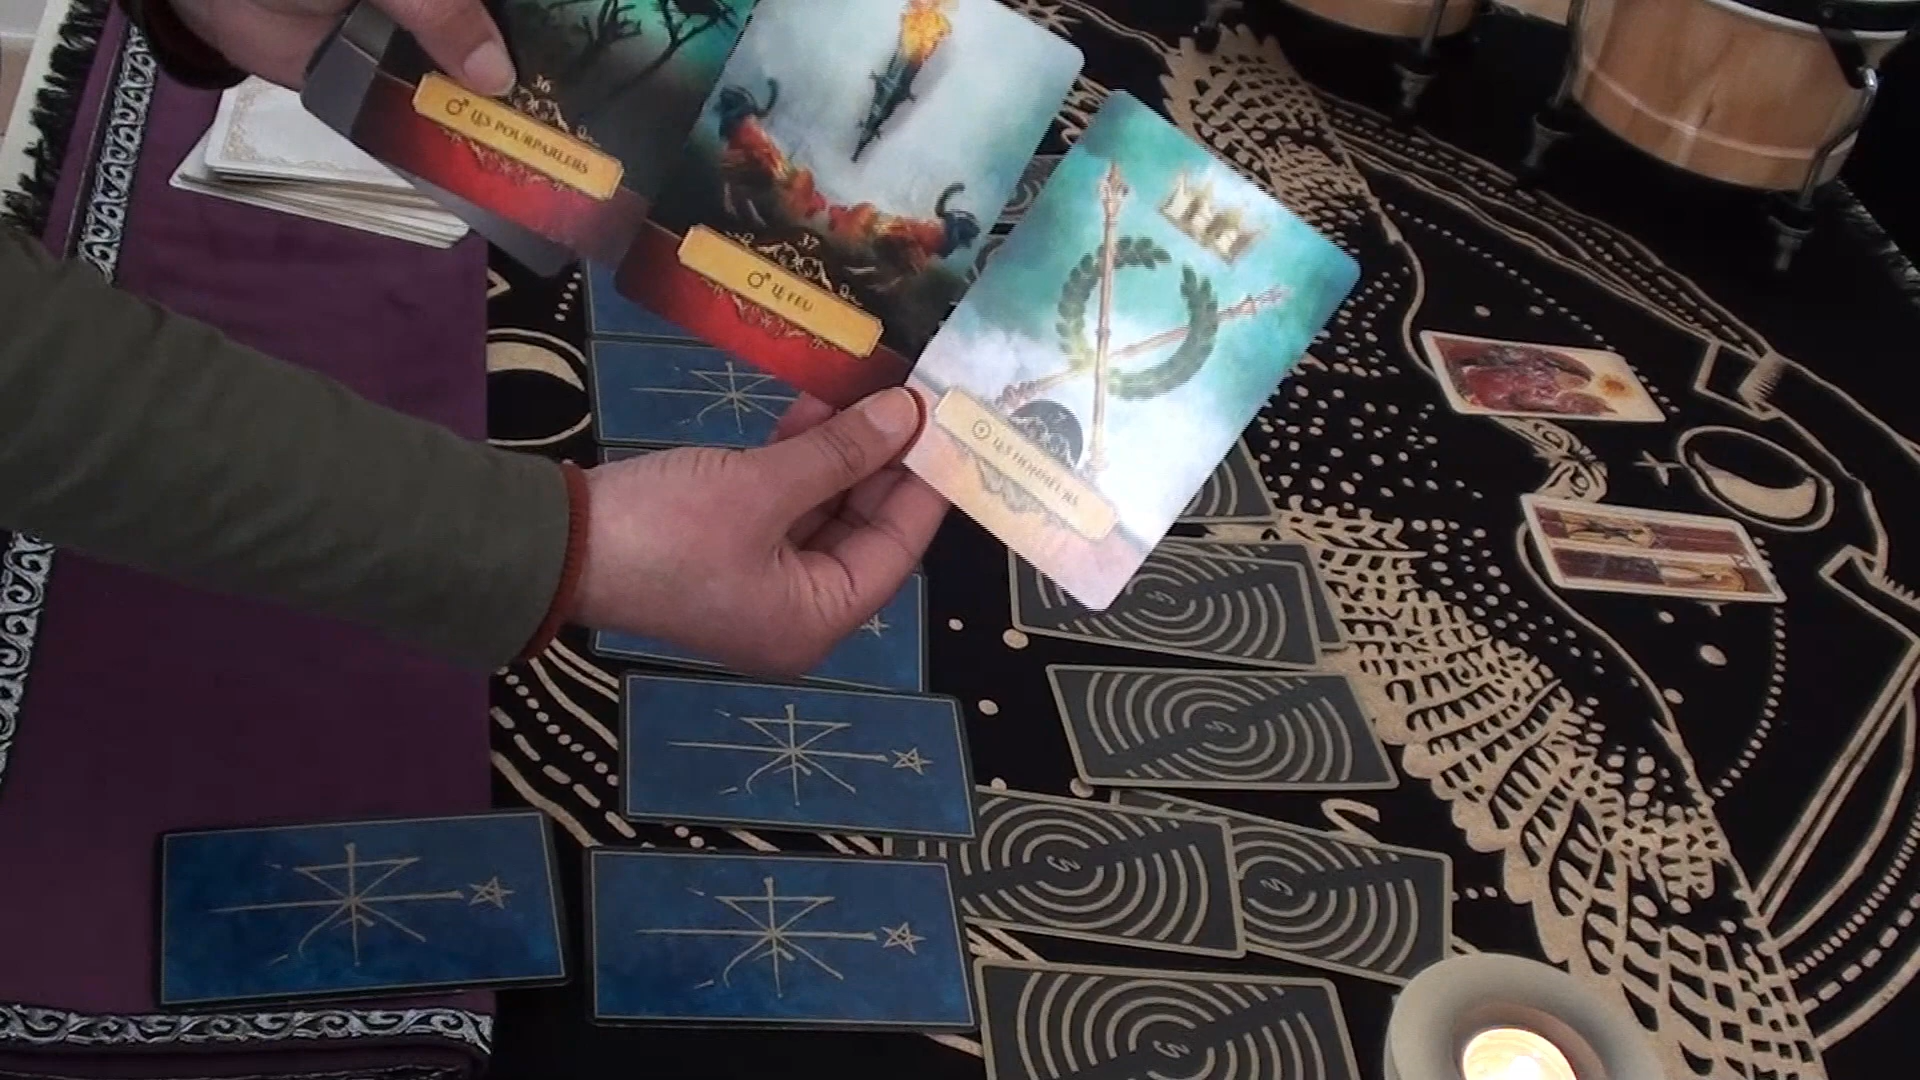 36
♂ LES POURPARLERS
37
♂ LE FEU
☉ LES HONNEURS